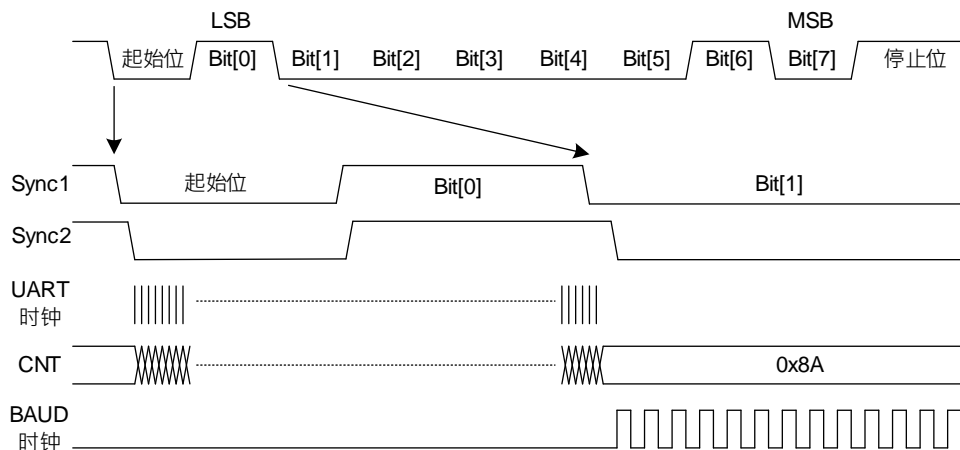 LSB MSB
起始位 Bit[0] Bit[1] Bit[2] Bit[3] Bit[4] Bit[5] Bit[6] Bit[7] 停止位
Sync1 起始位 Bit[0] Bit[1]
Sync2
UART
时钟
CNT 0x8A
BAUD
时钟